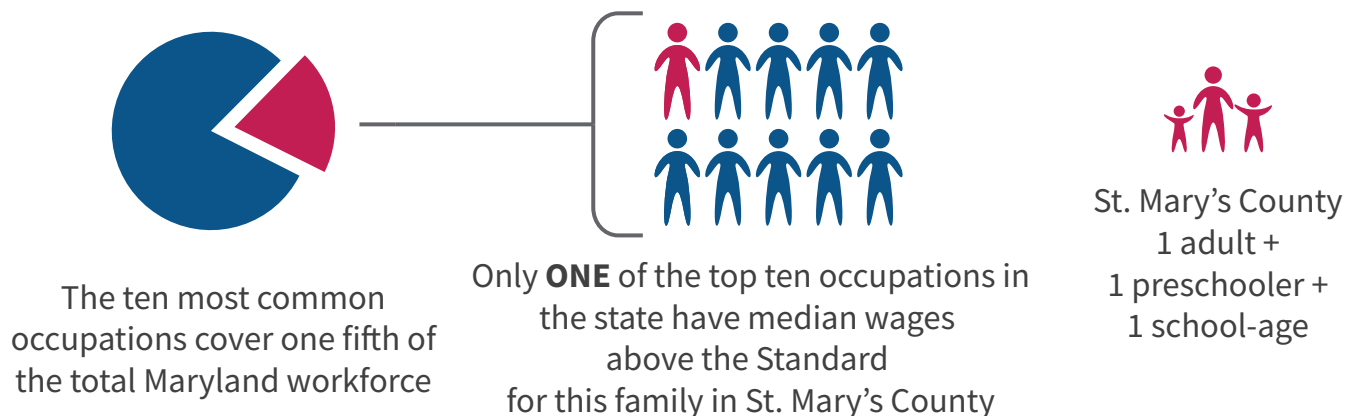 The ten most common
occupations cover one fifth of
the total Maryland workforce
Only ONE of the top ten occupations in
the state have median wages
above the Standard
for this family in St. Mary’s County
St. Mary’s County
1 adult +
1 preschooler +
1 school-age